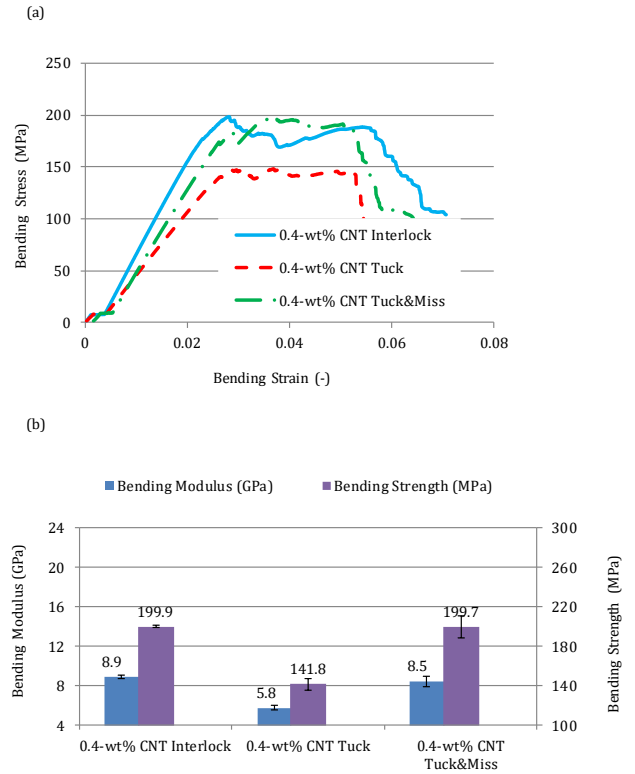 (a)
250
200
150
100
50
0
Bending Stress (MPa)
0.4-wt% CNT Interlock
0.4-wt% CNT Tuck
0.4-wt% CNT Tuck&Miss
0 0.02 0.04 0.06 0.08
Bending Strain (-)
(b)
Bending Modulus (GPa) Bending Strength (MPa)
Bending Modulus (GPa)
24
20
16
12
8
4
300
260
220
180
140
100
Bending Strength (MPa)
8.9 199.9
5.8 141.8
8.5 199.7
0.4-wt% CNT Interlock 0.4-wt% CNT Tuck 0.4-wt% CNT
Tuck&Miss